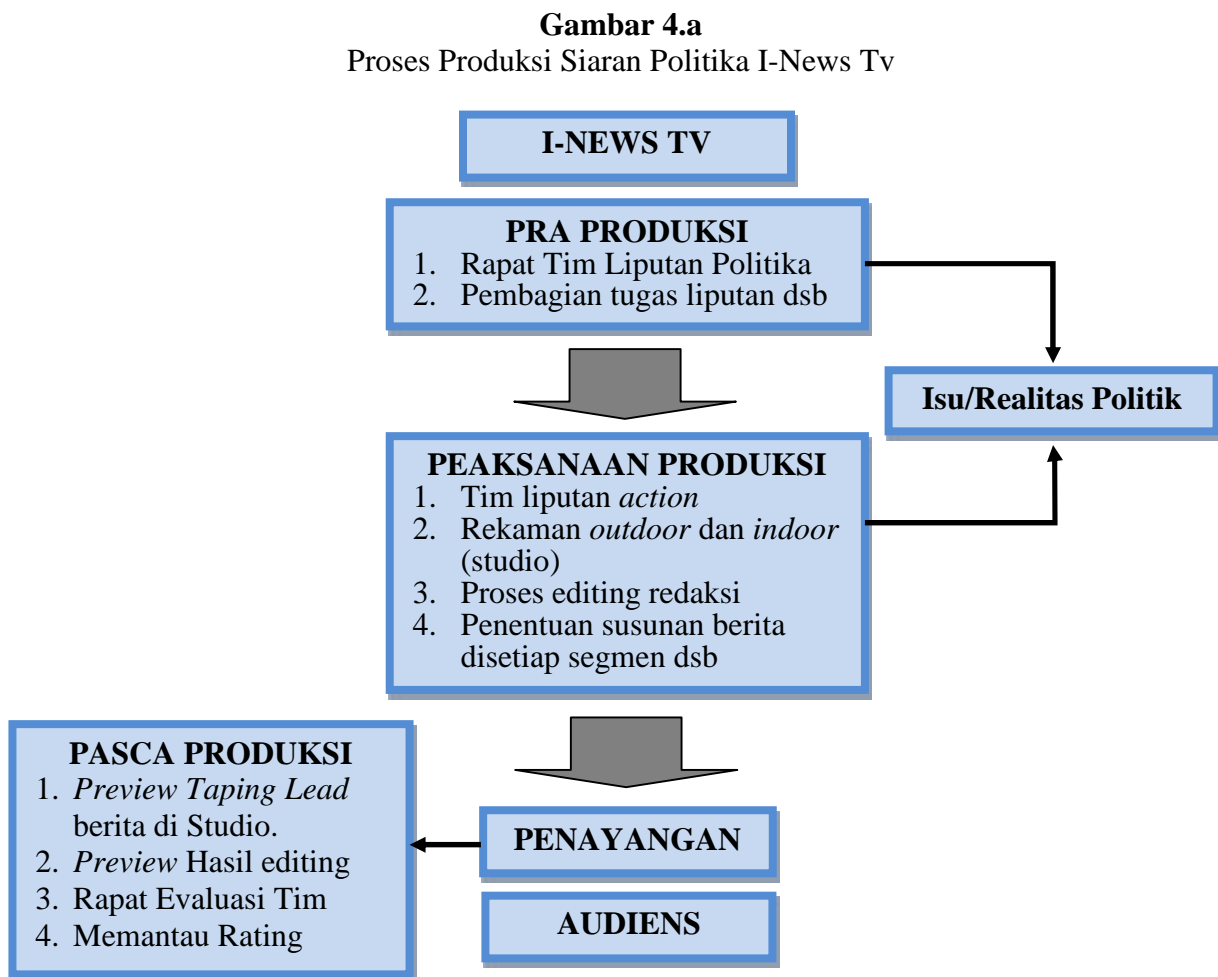 Gambar 4.a
Proses Produksi Siaran Politika I-News Tv
I-NEWS TV
PRA PRODUKSI
1. Rapat Tim Liputan Politika
2. Pembagian tugas liputan dsb
Isu/Realitas Politik
PEAKSANAAN PRODUKSI
1. Tim liputan action
2. Rekaman outdoor dan indoor
(studio)
3. Proses editing redaksi
4. Penentuan susunan berita
disetiap segmen dsb
PASCA PRODUKSI
1. Preview Taping Lead
berita di Studio.
2. Preview Hasil editing
3. Rapat Evaluasi Tim
4. Memantau Rating
PENAYANGAN
AUDIENS